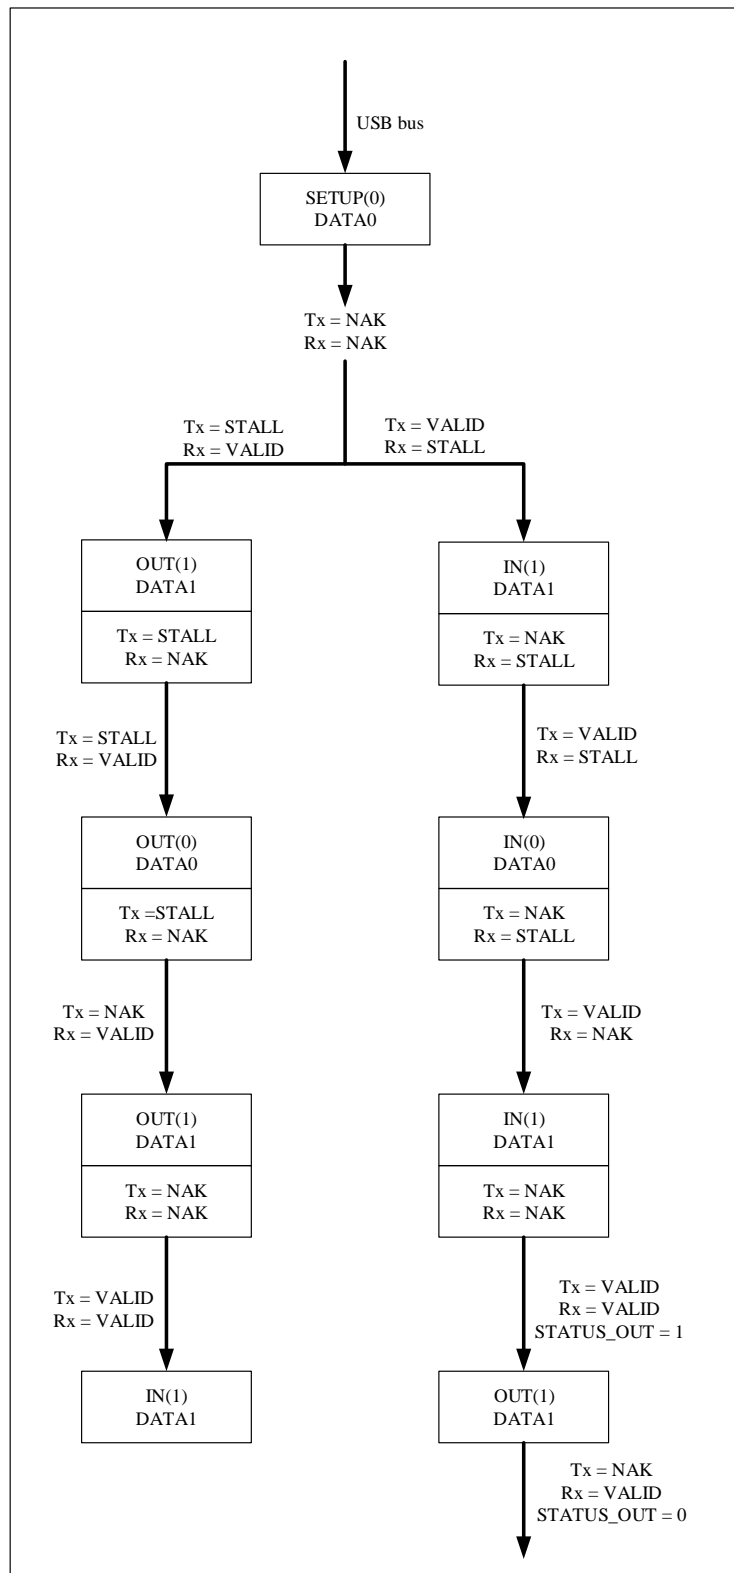 USB bus
SETUP(0)
DATA0
Tx = NAK
Rx = NAK
Tx = STALL
Rx = VALID
Tx = VALID
Rx = STALL
OUT(1)
DATA1
Tx = STALL
Rx = NAK
IN(1)
DATA1
Tx = NAK
Rx = STALL
Tx = STALL
Rx = VALID
Tx = VALID
Rx = STALL
OUT(0)
DATA0
Tx =STALL
Rx = NAK
IN(0)
DATA0
Tx = NAK
Rx = STALL
Tx = NAK
Rx = VALID
Tx = VALID
Rx = NAK
OUT(1)
DATA1
Tx = NAK
Rx = NAK
IN(1)
DATA1
Tx = NAK
Rx = NAK
Tx = VALID
Rx = VALID
Tx = VALID
Rx = VALID
STATUS_OUT = 1
IN(1)
DATA1
OUT(1)
DATA1
Tx = NAK
Rx = VALID
STATUS_OUT = 0